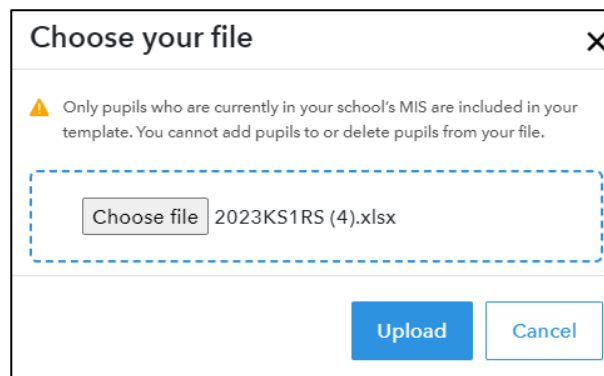 Choose your file
Only pupils who are currently in your school's MIS are included in your
template. You cannot add pupils to or delete pupils from your file.
Choose file 2023KS1RS (4).xlsx
Upload Cancel